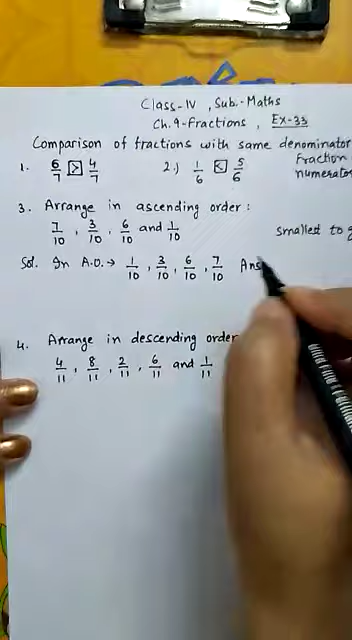 Class-IV , Sub.- Maths
Ch.9-Fractions , Ex-33
Comparison of fractions with same denominator
Fraction
1. 6/7 > 4/7 2.) 1/6 < 5/6 numerator
3. Arrange in ascending order :
7/10 , 3/10 , 6/10 and 1/10 smallest to
Sol. In A.O.→ 1/10 , 3/10 , 6/10 , 7/10 Ans
4. Arrange in descending order
4/11 , 8/11 , 2/11 , 6/11 and 1/11